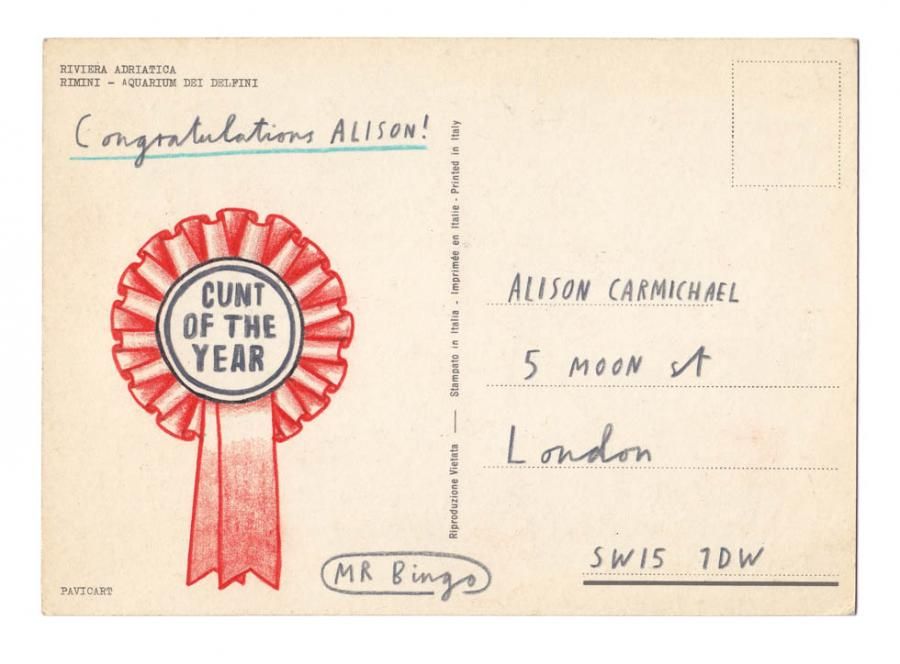 RIVIERA ADRIATICA
RIMINI - AQUARIUM DEI DELFINI
Congratulations ALISON!
CUNT
OF THE
YEAR
MR Bingo
PAVICART
Riproduzione Vietata — Stampato in Italia - Imprimée en Italie - Printed in Italy
ALISON CARMICHAEL
5 MOON st
London
SW15 1DW